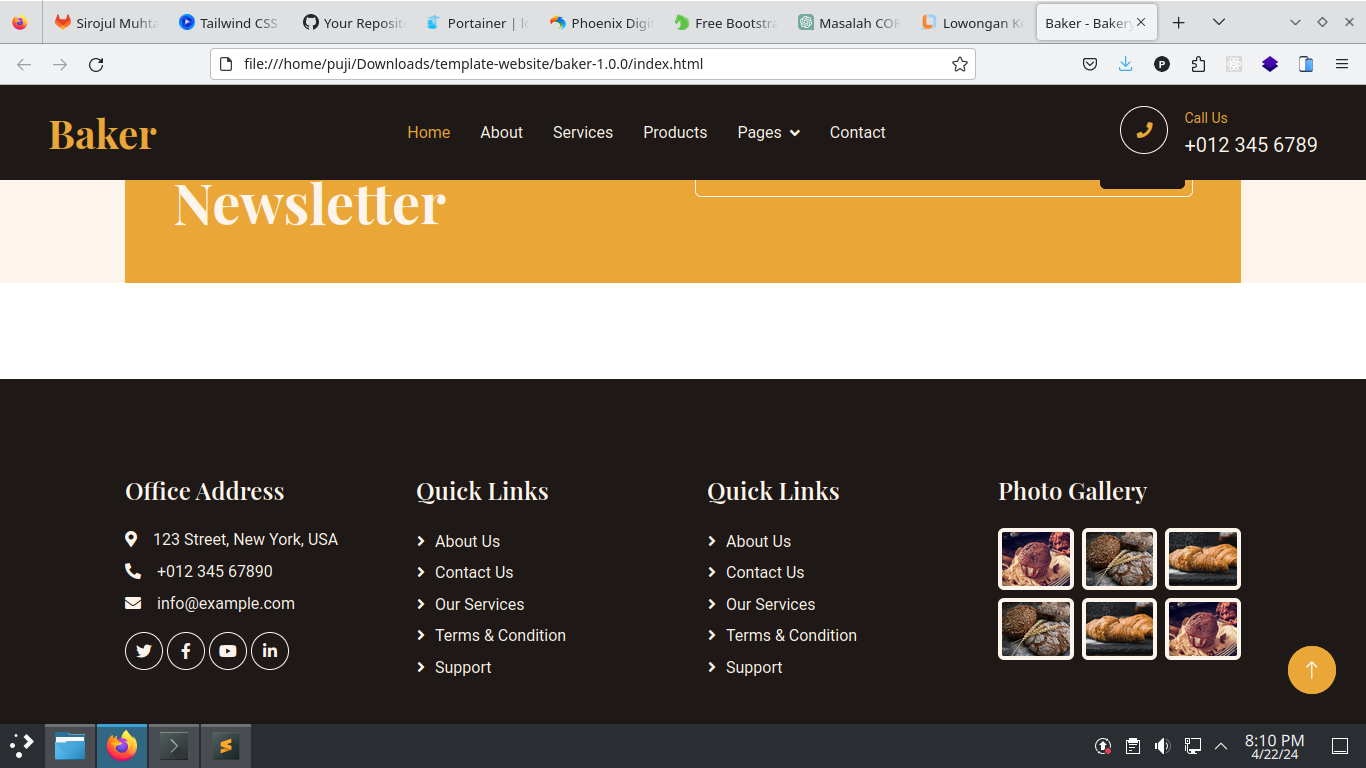 Sirojul Muhta
Tailwind CSS
Your Reposit
Portainer | l
Phoenix Digi
Free Bootstra
Masalah COR
Lowongan Ke
Baker - Bakery
file:///home/puji/Downloads/template-website/baker-1.0.0/index.html
Baker
Home
About
Services
Products
Pages
Contact
Call Us
+012 345 6789
Newsletter
Office Address
123 Street, New York, USA
+012 345 67890
info@example.com
Quick Links
About Us
Contact Us
Our Services
Terms & Condition
Support
Quick Links
About Us
Contact Us
Our Services
Terms & Condition
Support
Photo Gallery
8:10 PM
4/22/24